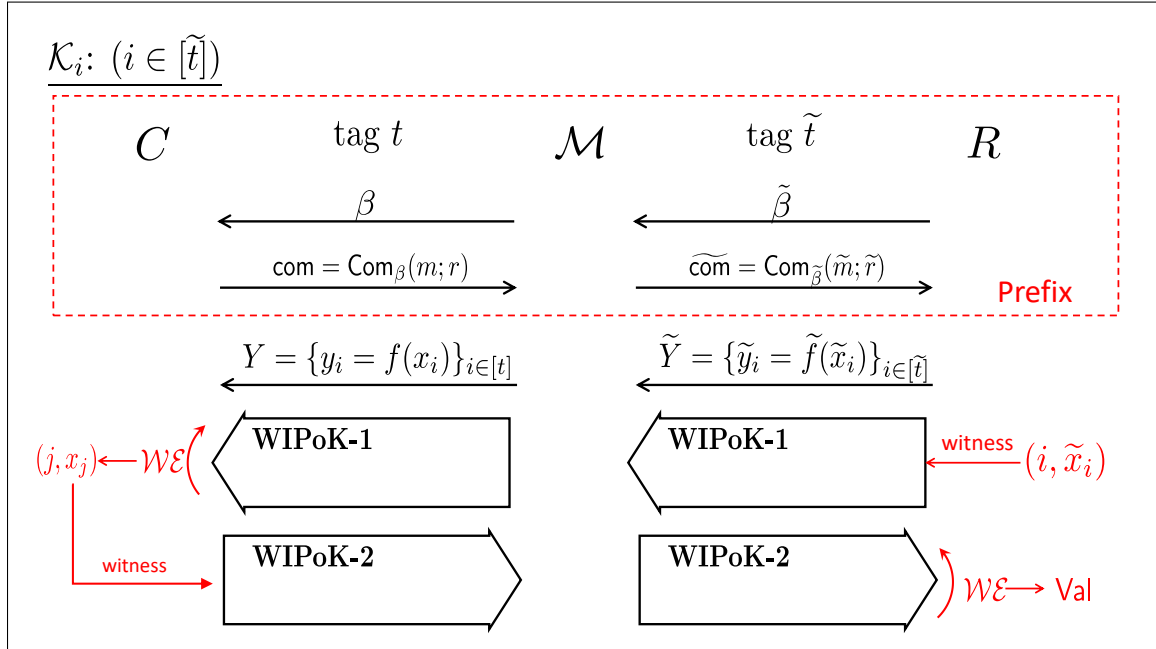 𝒦ᵢ: (i ∈ [t̃])
C tag t ℳ tag t̃ R
β β̃
com = Com_β(m; r) c͠om = Com_β̃(m̃; r̃)
Prefix
Y = {yᵢ = f(xᵢ)}_{i∈[t]} Ỹ = {ỹᵢ = f̃(x̃ᵢ)}_{i∈[t̃]}
WIPoK-1 WIPoK-1
(j, xⱼ) 𝒲ℰ witness (i, x̃ᵢ)
WIPoK-2 WIPoK-2
witness 𝒲ℰ Val